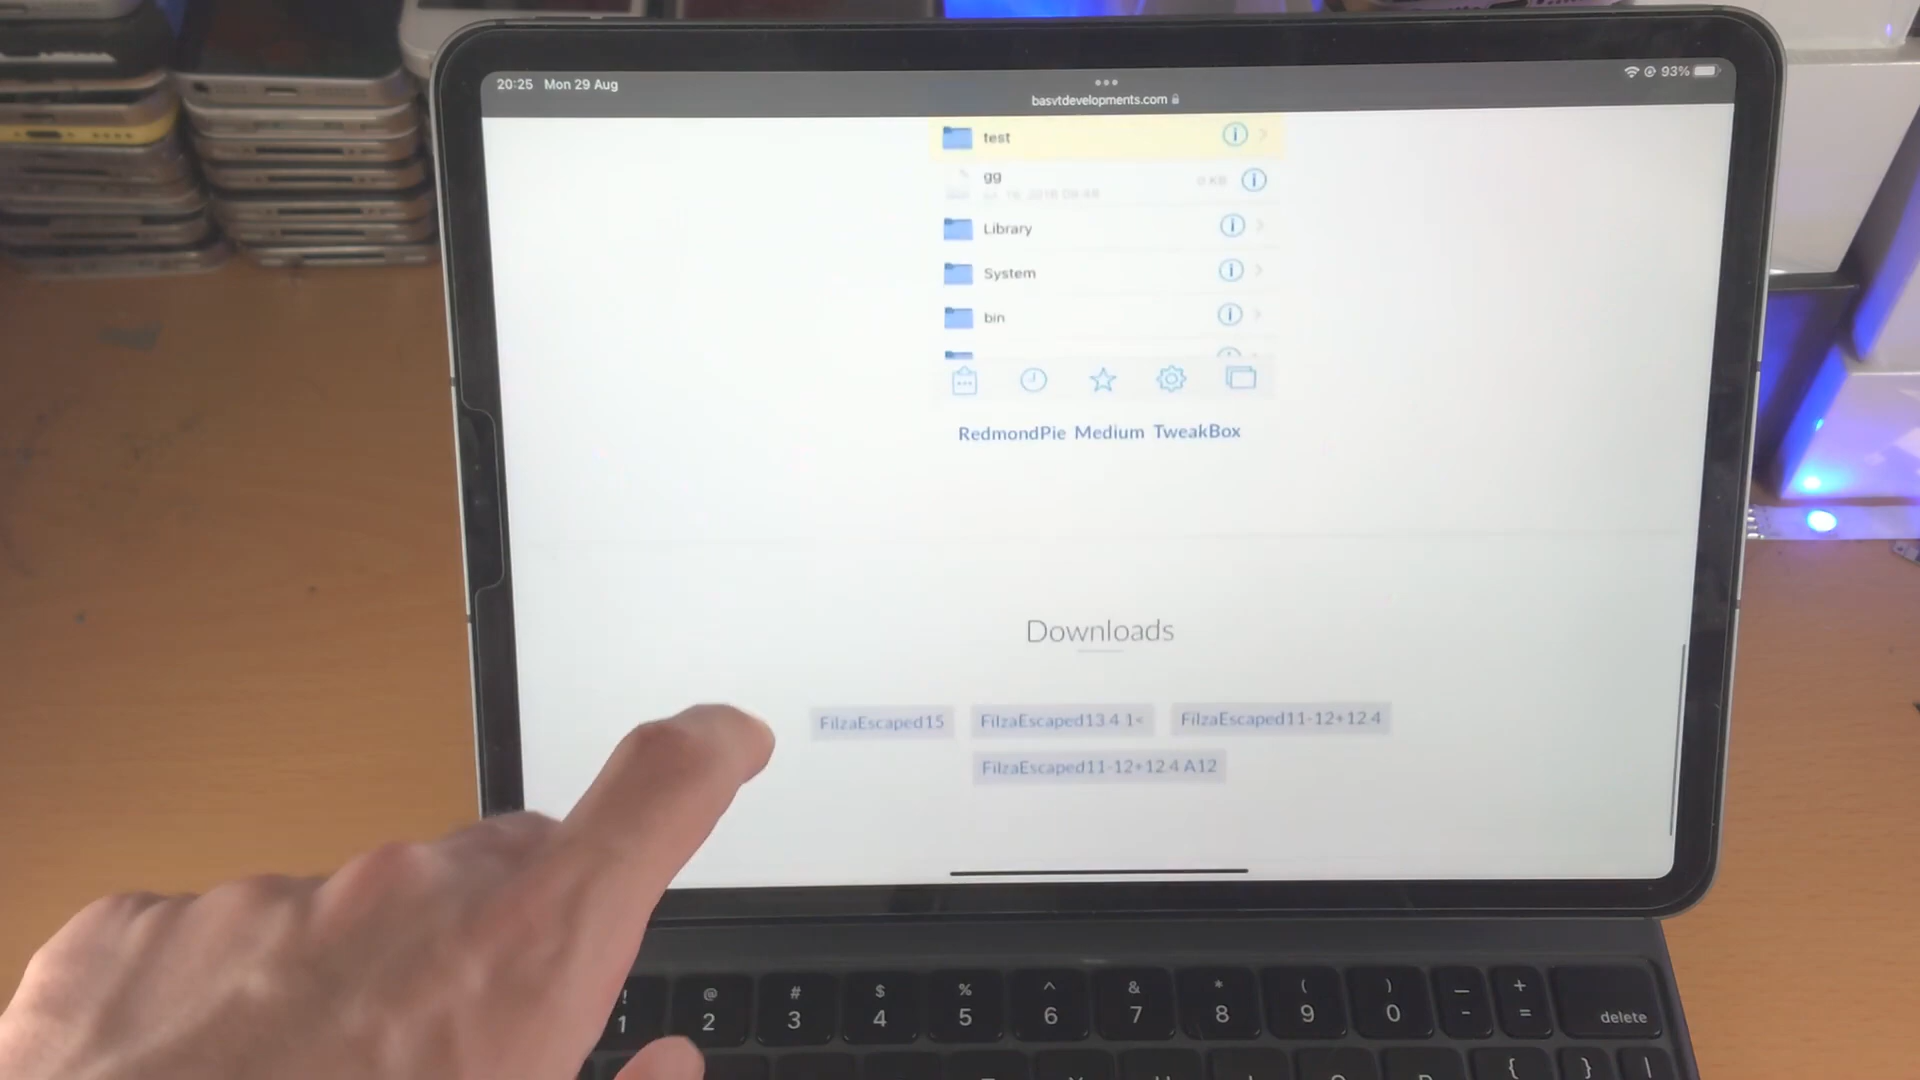 20:25 Mon 29 Aug
93%
basvtdevelopments.com
test
gg
0 KB
Library
System
bin
RedmondPie Medium TweakBox
Downloads
FilzaEscaped15 FilzaEscaped13.4 1< FilzaEscaped11-12+12.4
FilzaEscaped11-12+12.4 A12
! @ # $ % ^ & * ( ) _ +
1 2 3 4 5 6 7 8 9 0 - = delete
{ } |